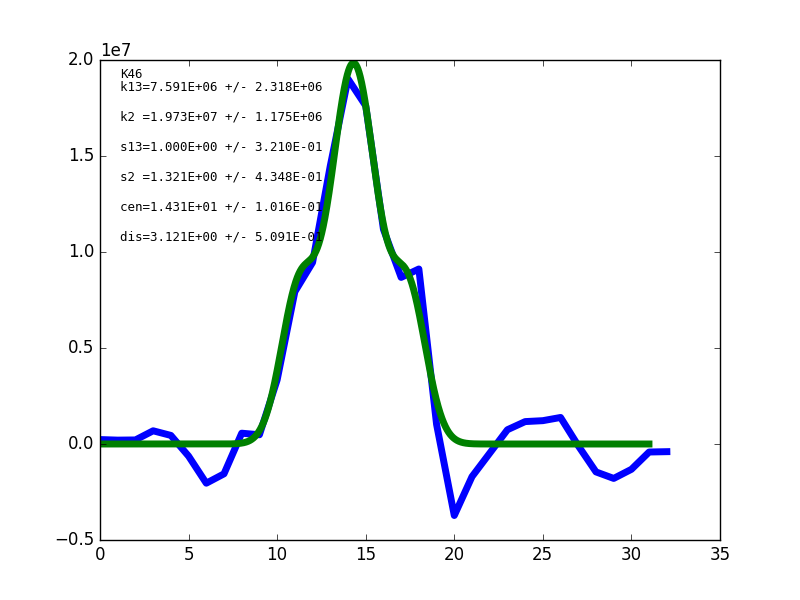 1e7
2.0
1.5
1.0
0.5
0.0
−0.5
K46
k13=7.591E+06 +/- 2.318E+06
k2 =1.973E+07 +/- 1.175E+06
s13=1.000E+00 +/- 3.210E-01
s2 =1.321E+00 +/- 4.348E-01
cen=1.431E+01 +/- 1.016E-01
dis=3.121E+00 +/- 5.091E-01
0 5 10 15 20 25 30 35